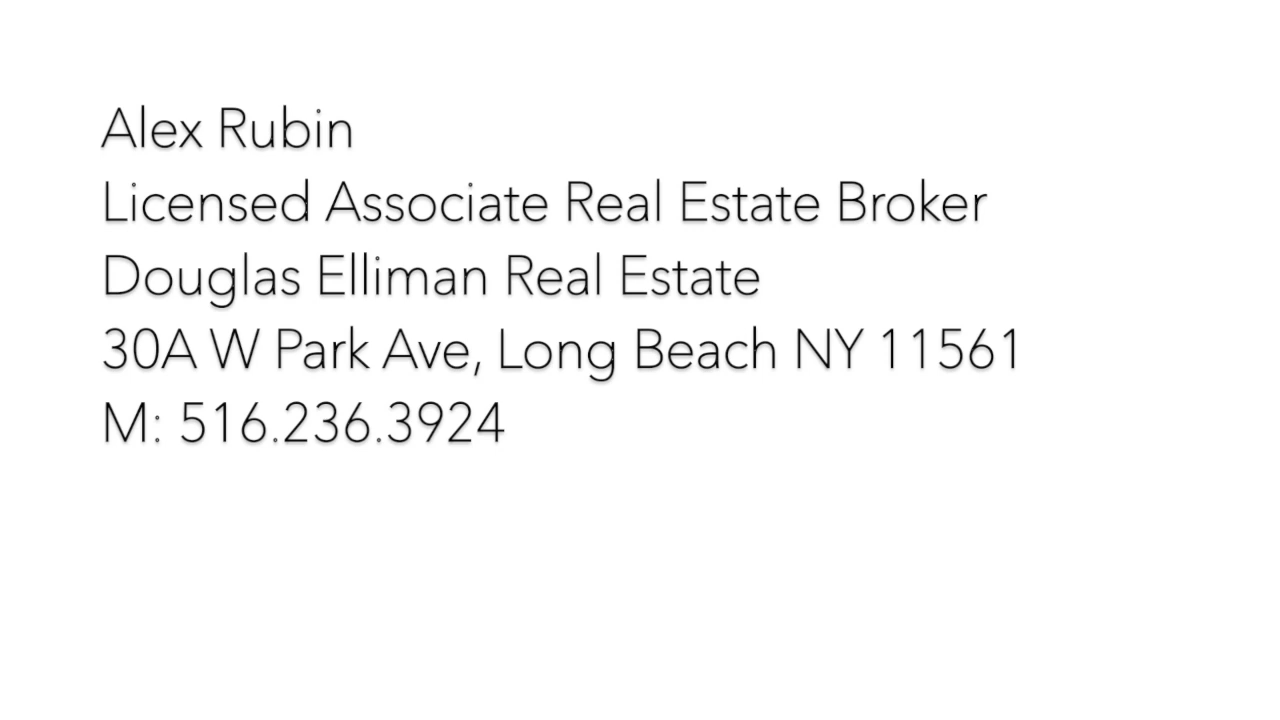 Alex Rubin
Licensed Associate Real Estate Broker
Douglas Elliman Real Estate
30A W Park Ave, Long Beach NY 11561
M: 516.236.3924